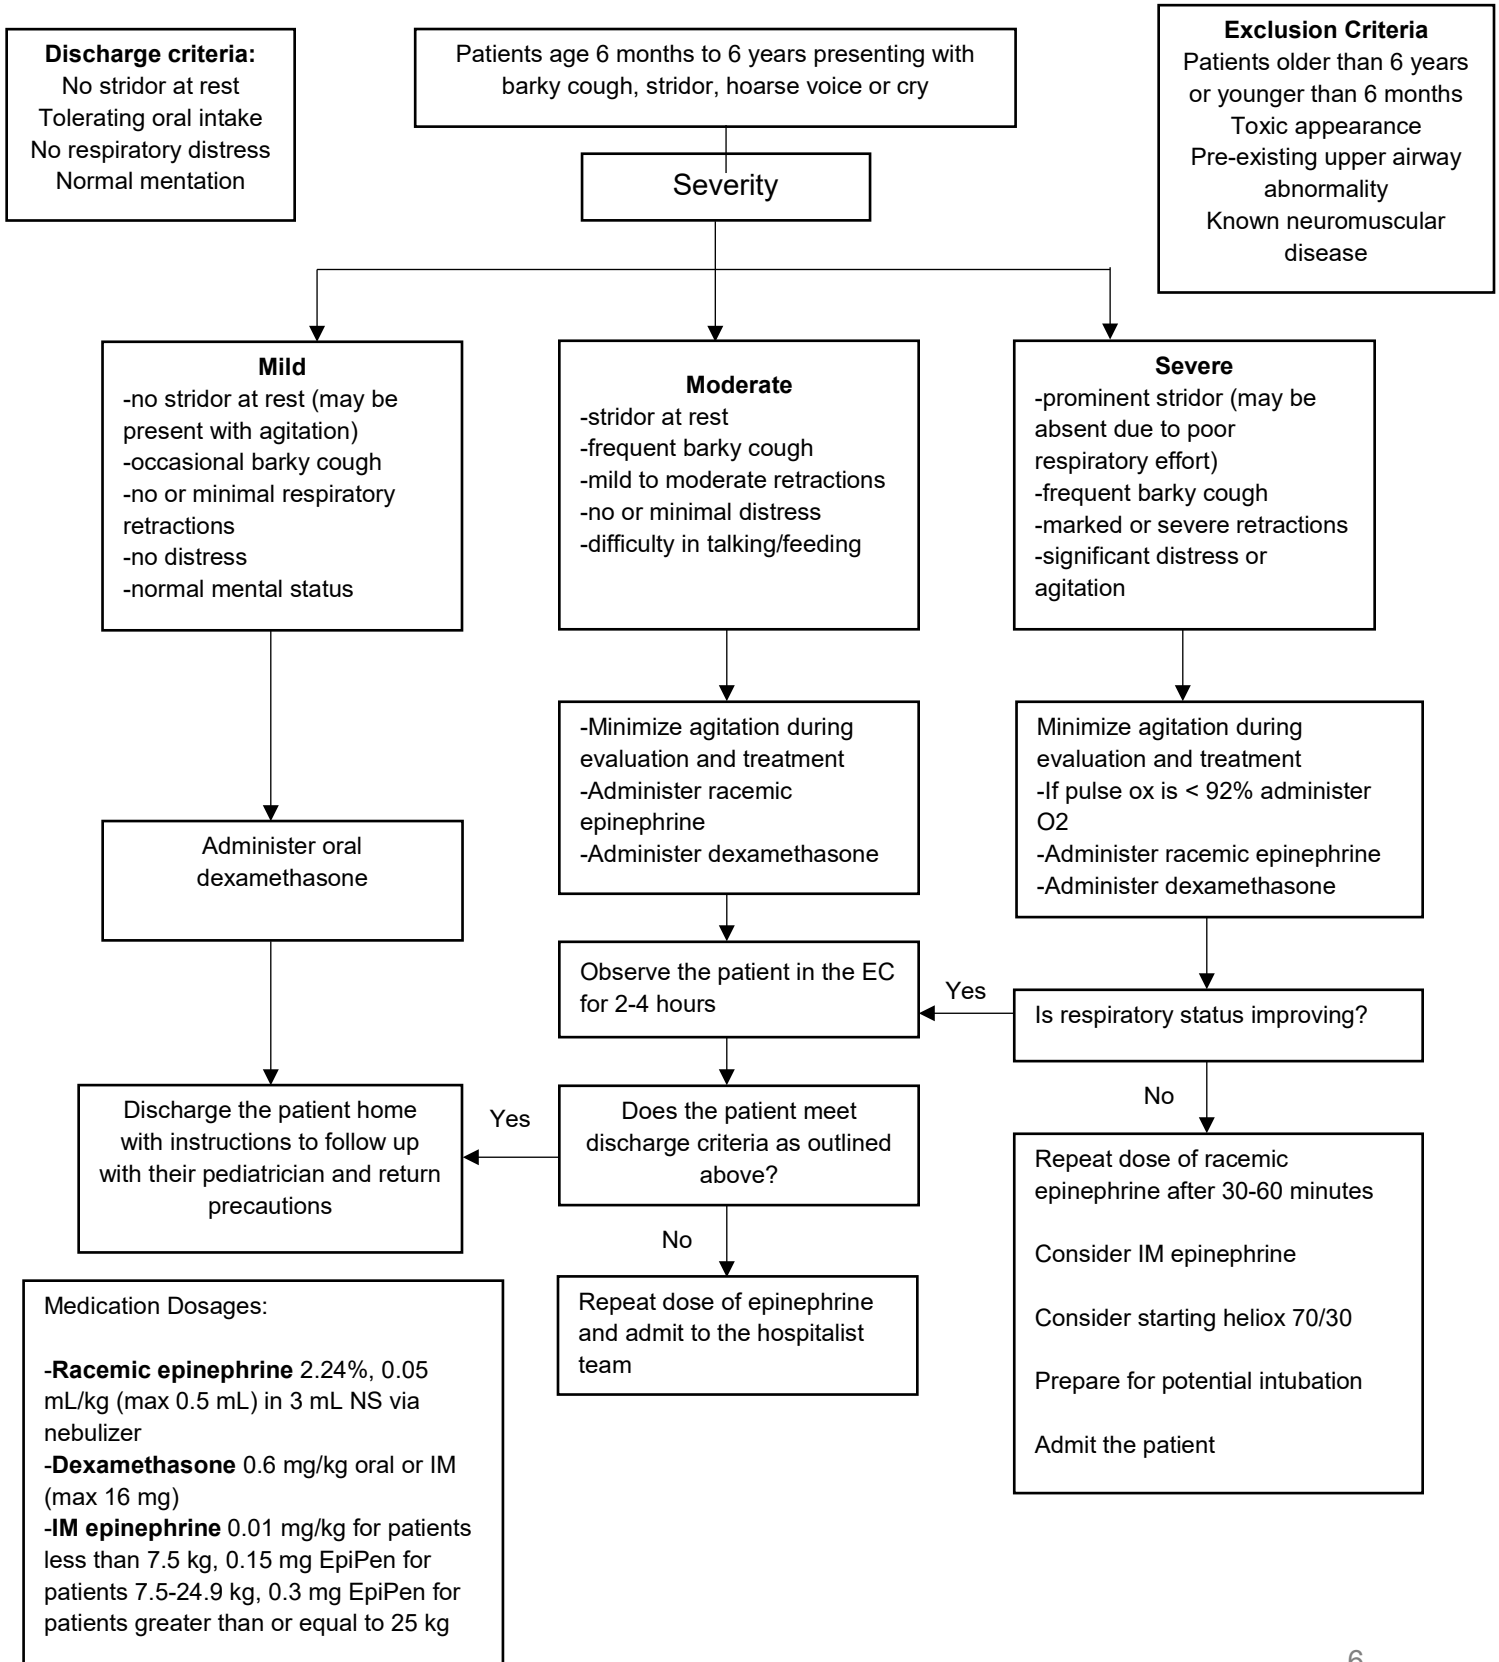 Discharge criteria:
No stridor at rest
Tolerating oral intake
No respiratory distress
Normal mentation
Patients age 6 months to 6 years presenting with
barky cough, stridor, hoarse voice or cry
Exclusion Criteria
Patients older than 6 years
or younger than 6 months
Toxic appearance
Pre-existing upper airway
abnormality
Known neuromuscular
disease
Severity
Mild
-no stridor at rest (may be
present with agitation)
-occasional barky cough
-no or minimal respiratory
retractions
-no distress
-normal mental status
Moderate
-stridor at rest
-frequent barky cough
-mild to moderate retractions
-no or minimal distress
-difficulty in talking/feeding
Severe
-prominent stridor (may be
absent due to poor
respiratory effort)
-frequent barky cough
-marked or severe retractions
-significant distress or
agitation
Administer oral
dexamethasone
-Minimize agitation during
evaluation and treatment
-Administer racemic
epinephrine
-Administer dexamethasone
Minimize agitation during
evaluation and treatment
-If pulse ox is < 92% administer
O2
-Administer racemic epinephrine
-Administer dexamethasone
Observe the patient in the EC
for 2-4 hours
Yes
Is respiratory status improving?
No
Discharge the patient home
with instructions to follow up
with their pediatrician and return
precautions
Yes
Does the patient meet
discharge criteria as outlined
above?
No
Repeat dose of epinephrine
and admit to the hospitalist
team
Repeat dose of racemic
epinephrine after 30-60 minutes
Consider IM epinephrine
Consider starting heliox 70/30
Prepare for potential intubation
Admit the patient
Medication Dosages:
-Racemic epinephrine 2.24%, 0.05
mL/kg (max 0.5 mL) in 3 mL NS via
nebulizer
-Dexamethasone 0.6 mg/kg oral or IM
(max 16 mg)
-IM epinephrine 0.01 mg/kg for patients
less than 7.5 kg, 0.15 mg EpiPen for
patients 7.5-24.9 kg, 0.3 mg EpiPen for
patients greater than or equal to 25 kg
6